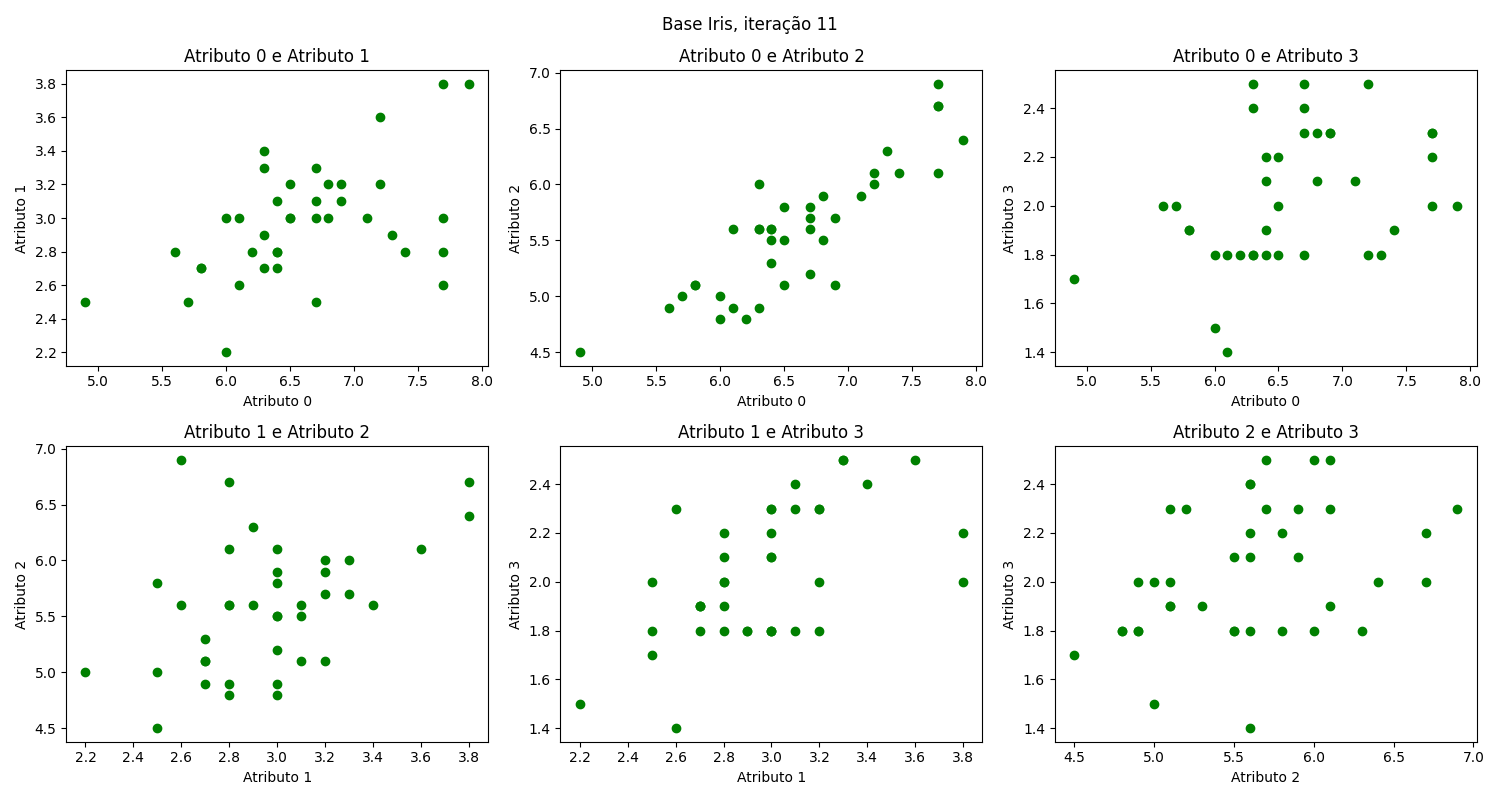 Base Iris, iteração 11
Atributo 0 e Atributo 1
Atributo 1
3.8
3.6
3.4
3.2
3.0
2.8
2.6
2.4
2.2
5.0 5.5 6.0 6.5 7.0 7.5 8.0
Atributo 0
Atributo 0 e Atributo 2
Atributo 2
7.0
6.5
6.0
5.5
5.0
4.5
5.0 5.5 6.0 6.5 7.0 7.5 8.0
Atributo 0
Atributo 0 e Atributo 3
Atributo 3
2.4
2.2
2.0
1.8
1.6
1.4
5.0 5.5 6.0 6.5 7.0 7.5 8.0
Atributo 0
Atributo 1 e Atributo 2
Atributo 2
7.0
6.5
6.0
5.5
5.0
4.5
2.2 2.4 2.6 2.8 3.0 3.2 3.4 3.6 3.8
Atributo 1
Atributo 1 e Atributo 3
Atributo 3
2.4
2.2
2.0
1.8
1.6
1.4
2.2 2.4 2.6 2.8 3.0 3.2 3.4 3.6 3.8
Atributo 1
Atributo 2 e Atributo 3
Atributo 3
2.4
2.2
2.0
1.8
1.6
1.4
4.5 5.0 5.5 6.0 6.5 7.0
Atributo 2